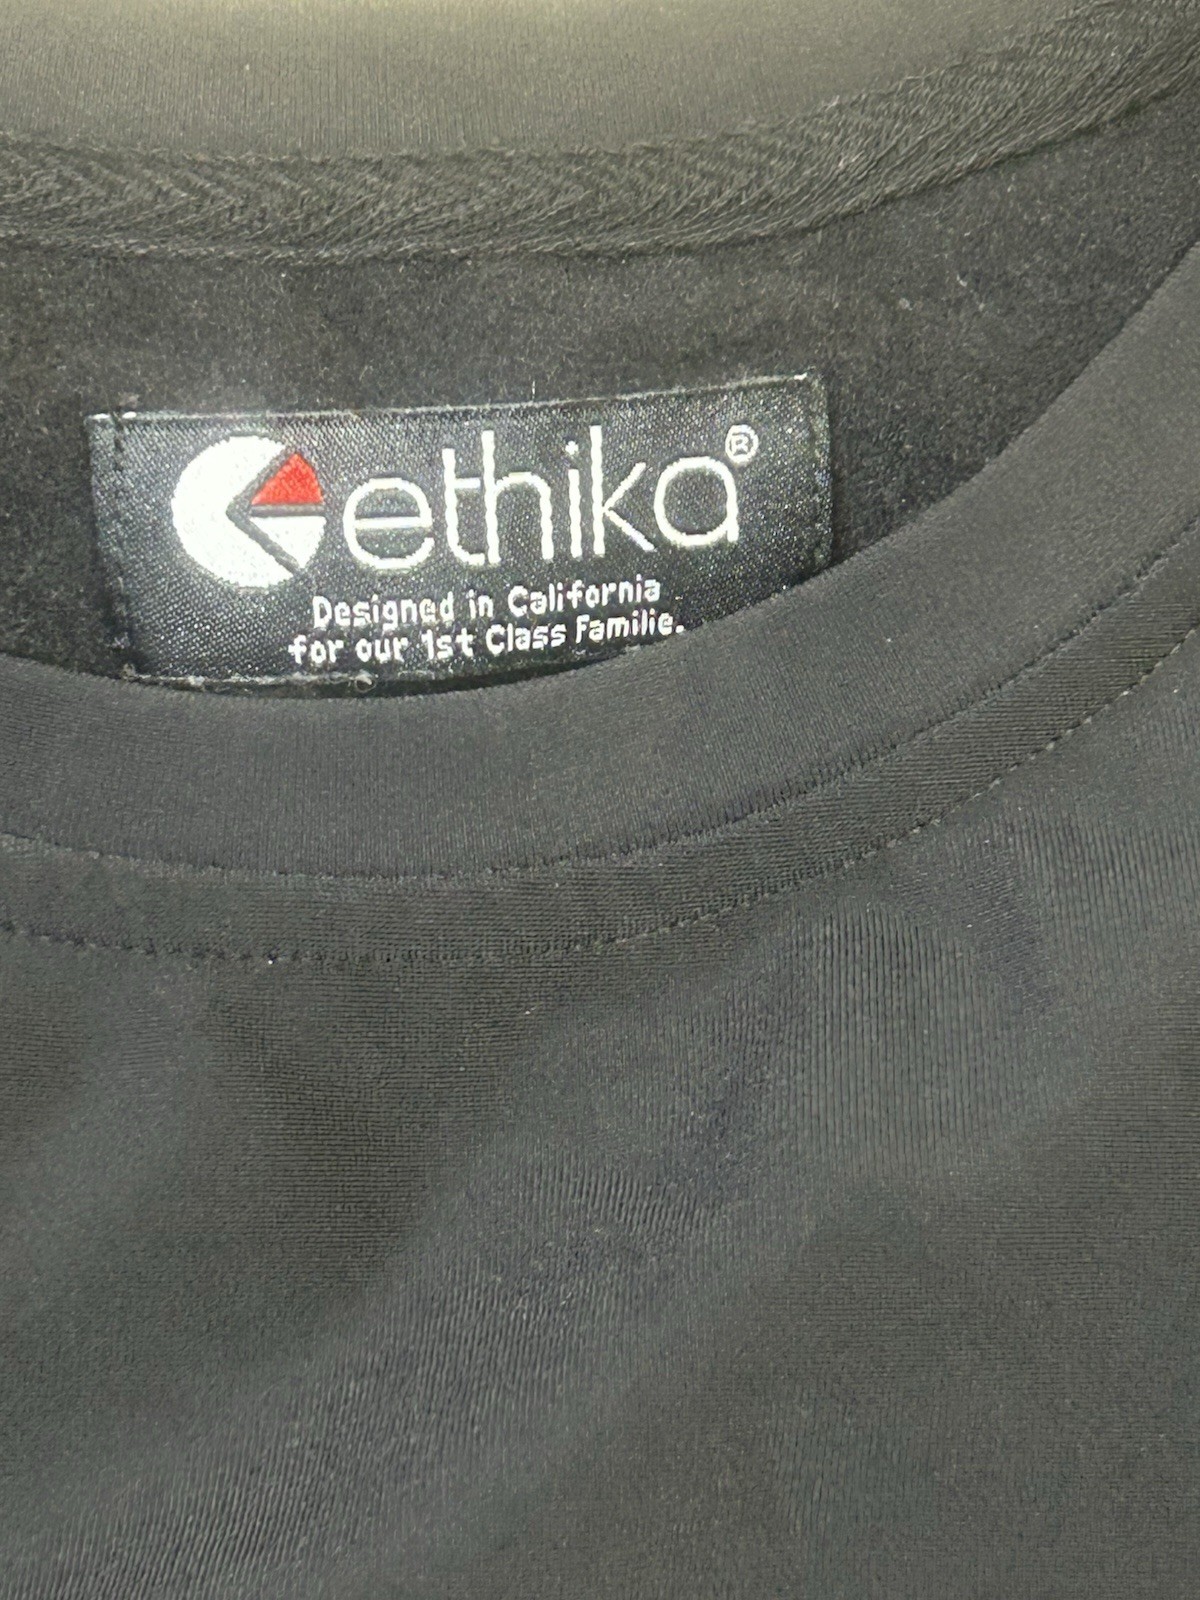 ethika®
Designed in California
for our 1st Class Familie.